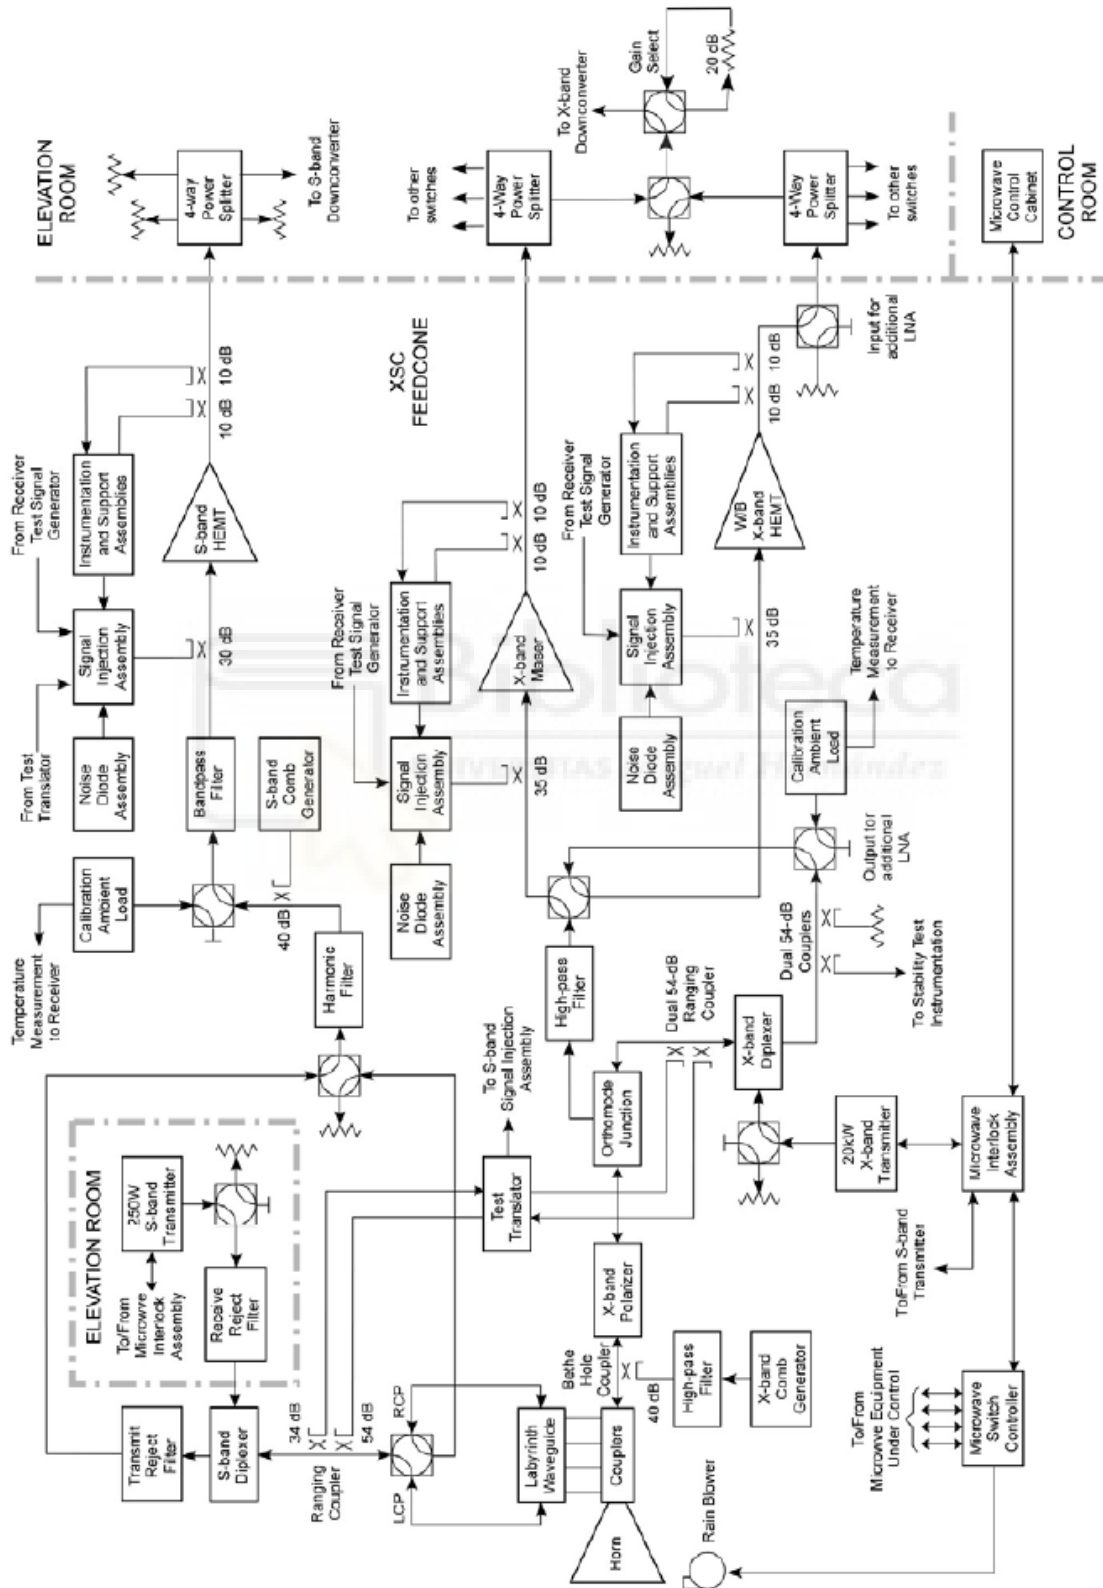 ELEVATION
ROOM
4-way
Power
Splitter
To S-band
Downconverter
To other
switches
4-Way
Power
Splitter
To X-band
Downconverter
Gain
Select
20 dB
4-Way
Power
Splitter
To other
switches
Microwave
Control
Cabinet
CONTROL
ROOM
From Receiver
Test Signal
Generator
Instrumentation
and Support
Assemblies
10 dB
10 dB
S-band
HEMT
From Test
Translator
Signal
Injection
Assembly
30 dB
Noise
Diode
Assembly
Bandpass
Filter
S-band
Comb
Generator
40 dB
Calibration
Ambient
Load
Temperature
Measurement
to Receiver
Harmonic
Filter
XSC
FEEDCONE
From Receiver
Test Signal
Generator
Instrumentation
and Support
Assemblies
10 dB
10 dB
X-band
Maser
Signal
Injection
Assembly
35 dB
Noise
Diode
Assembly
From Receiver
Test Signal
Generator
Instrumentation
and Support
Assemblies
10 dB
10 dB
W/B
X-band
HEMT
Signal
Injection
Assembly
35 dB
Noise
Diode
Assembly
Input for
additional
LNA
Calibration
Ambient
Load
Temperature
Measurement
to Receiver
Output for
additional
LNA
Dual 54-dB
Couplers
To Stability Test
Instrumentation
High-pass
Filter
Dual 54-dB
Ranging
Coupler
Orthomode
Junction
X-band
Diplexer
To S-band
Signal Injection
Assembly
Test
Translator
ELEVATION ROOM
250W
S-band
Transmitter
To/From
Microwve
Interlock
Assembly
Receive
Reject
Filter
Transmit
Reject
Filter
S-band
Diplexer
34 dB
54 dB
Ranging
Coupler
RCP
LCP
Labyrinth
Waveguide
Couplers
Horn
Bethe
Hole
Coupler
X-band
Polarizer
40 dB
High-pass
Filter
X-band
Comb
Generator
Rain Blower
20kW
X-band
Transmitter
Microwave
Interlock
Assembly
To/From S-band
Transmitter
To/From
Microwve Equipment
Under Control
Microwave
Switch
Controller
Biblioteca
UNIVERSITAS Miguel Hernández